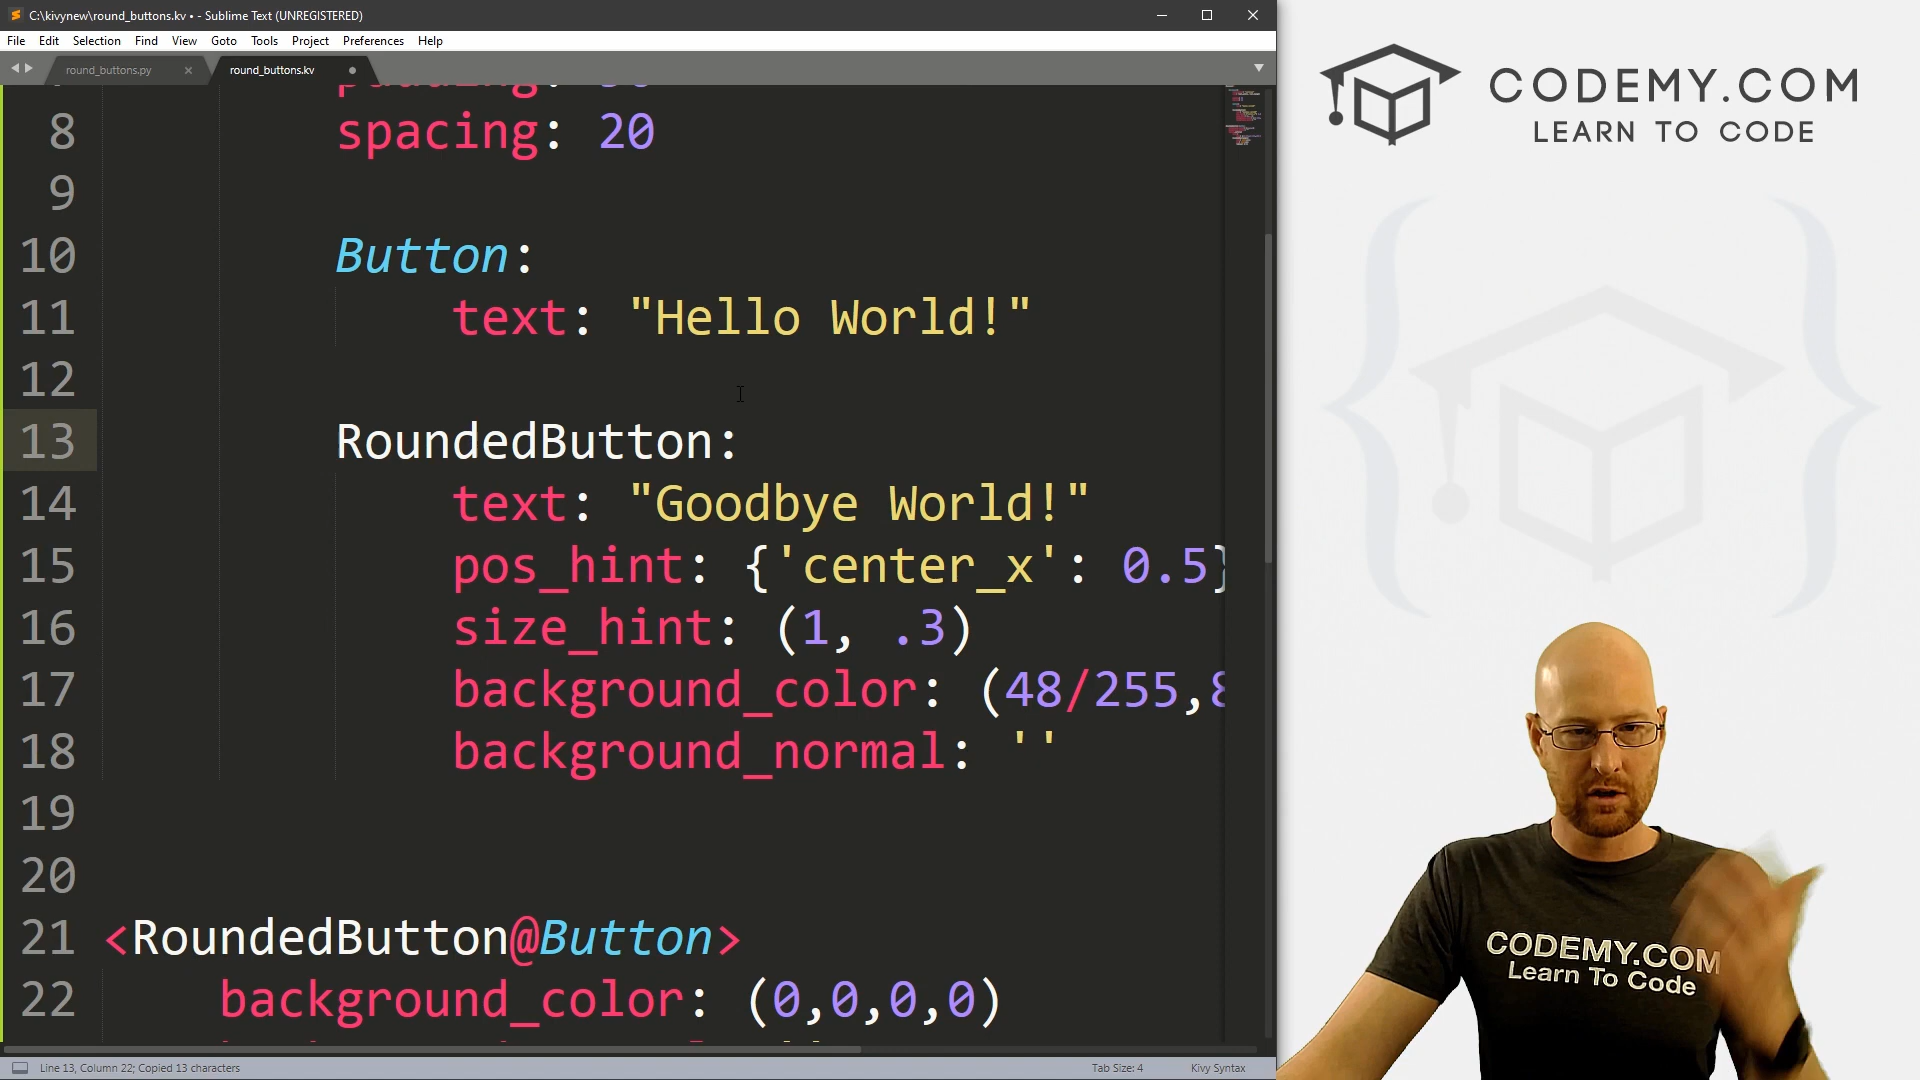 C:\kivynew\round_buttons.kv • - Sublime Text (UNREGISTERED)
File Edit Selection Find View Goto Tools Project Preferences Help
round_buttons.py
round_buttons.kv
8 spacing: 20
9
10 Button:
11 text: "Hello World!"
12
13 RoundedButton:
14 text: "Goodbye World!"
15 pos_hint: {'center_x': 0.5}
16 size_hint: (1, .3)
17 background_color: (48/255,8
18 background_normal: ''
19
20
21 <RoundedButton@Button>
22 background_color: (0,0,0,0)
Line 13, Column 22; Copied 13 characters
Tab Size: 4
Kivy Syntax
CODEMY.COM
LEARN TO CODE
CODEMY.COM
Learn To Code